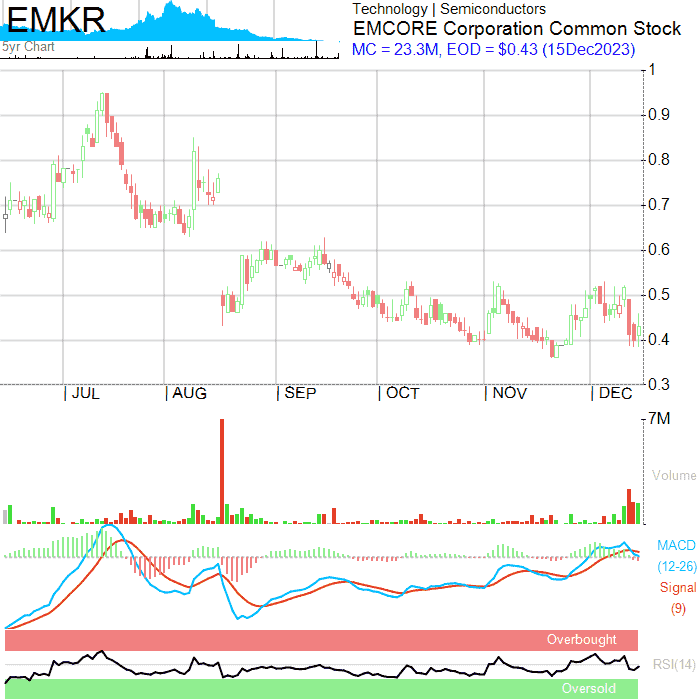 EMKR
5yr Chart
Technology | Semiconductors
EMCORE Corporation Common Stock
MC = 23.3M, EOD = $0.43 (15Dec2023)
1
0.9
0.8
0.7
0.6
0.5
0.4
0.3
| JUL | AUG | SEP | OCT | NOV | DEC
7M
Volume
MACD
(12-26)
Signal
(9)
Overbought
RSI(14)
Oversold